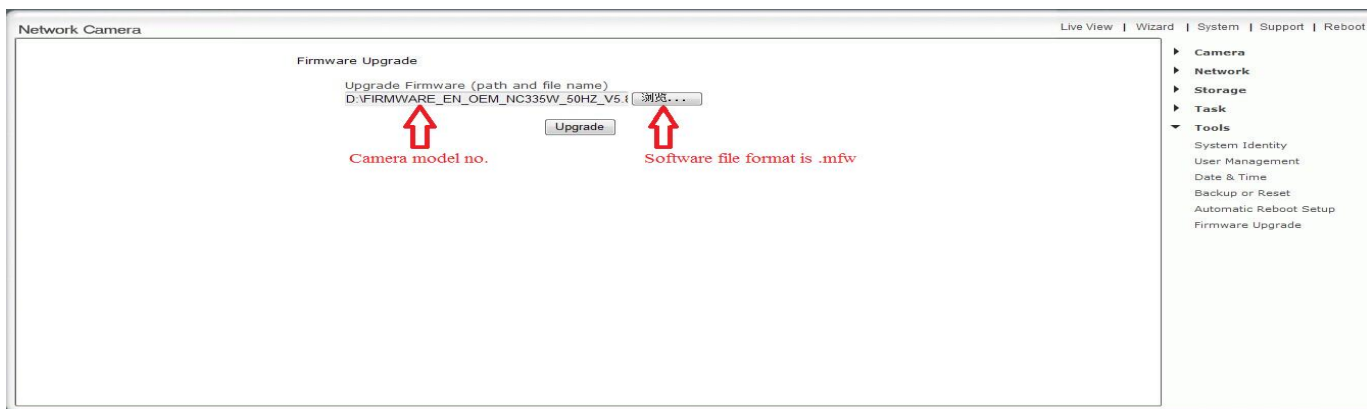 Network Camera
Live View | Wizard | System | Support | Reboot
Firmware Upgrade
Upgrade Firmware (path and file name)
D:\FIRMWARE_EN_OEM_NC335W_50HZ_V5.8 浏览...
Upgrade
Camera model no.
Software file format is .mfw
Camera
Network
Storage
Task
Tools
System Identity
User Management
Date & Time
Backup or Reset
Automatic Reboot Setup
Firmware Upgrade